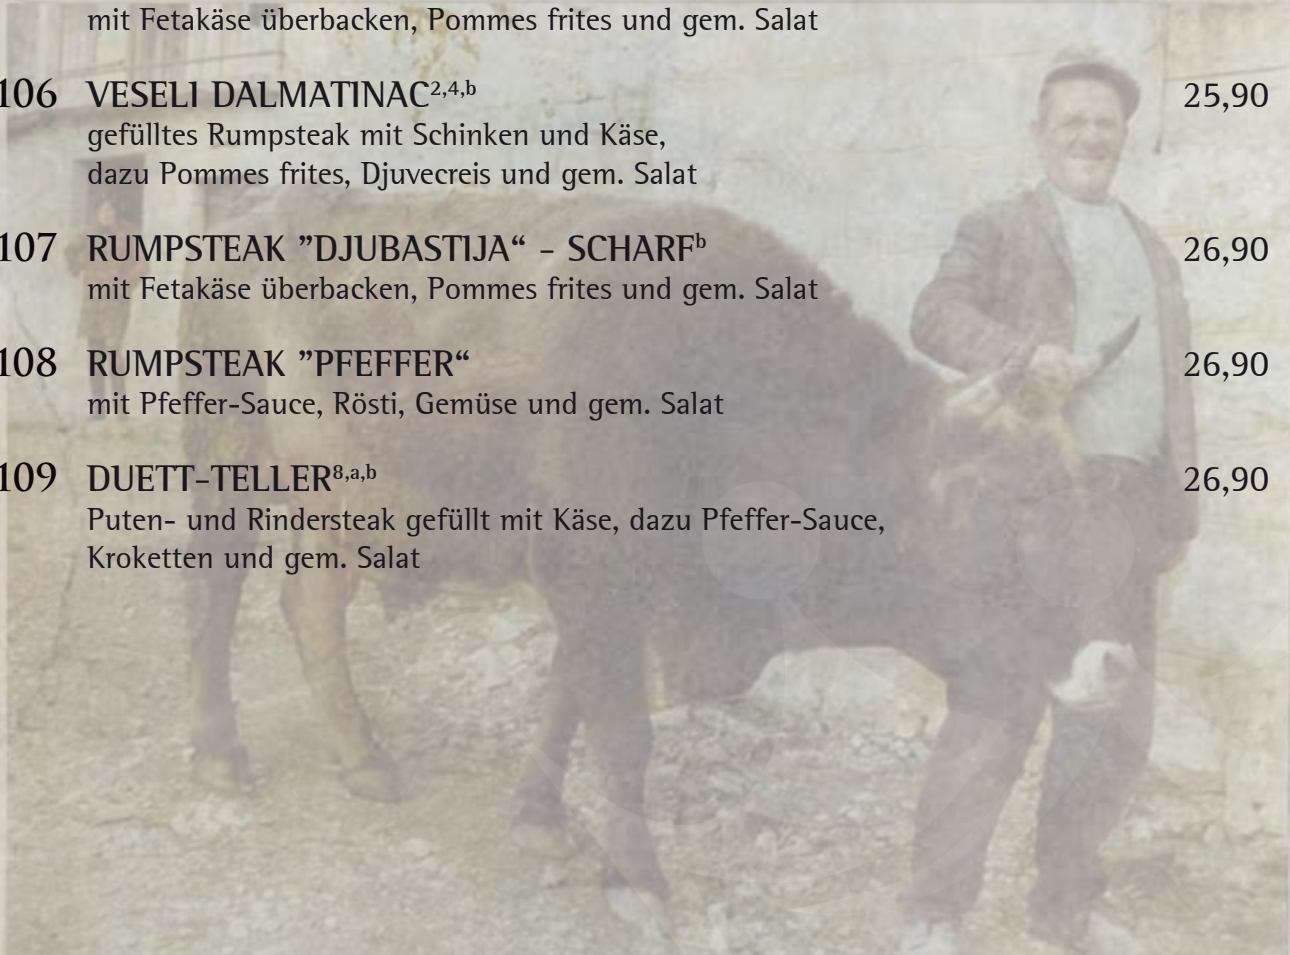 mit Fetakäse überbacken, Pommes frites und gem. Salat
106 VESELI DALMATINAC2,4,b 25,90
gefülltes Rumpsteak mit Schinken und Käse,
dazu Pommes frites, Djuvecreis und gem. Salat
107 RUMPSTEAK ”DJUBASTIJA“ - SCHARFb 26,90
mit Fetakäse überbacken, Pommes frites und gem. Salat
108 RUMPSTEAK ”PFEFFER“ 26,90
mit Pfeffer-Sauce, Rösti, Gemüse und gem. Salat
109 DUETT-TELLER8,a,b 26,90
Puten- und Rindersteak gefüllt mit Käse, dazu Pfeffer-Sauce,
Kroketten und gem. Salat